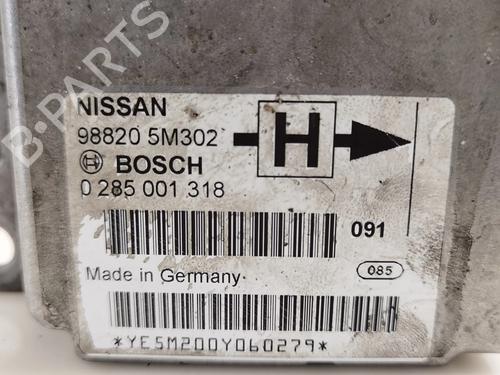 B-PARTS
NISSAN
98820 5M302
H
BOSCH
0 285 001 318
091
Made in Germany
085
*YE5M200Y060279*